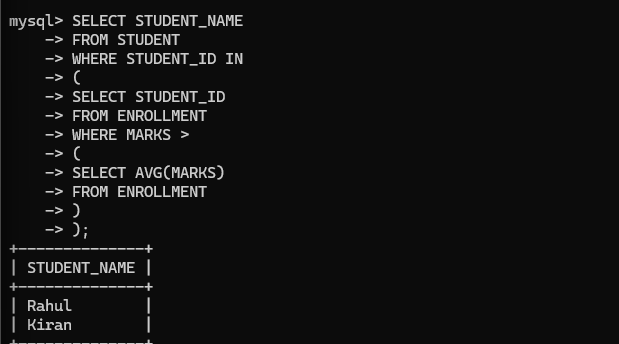 mysql> SELECT STUDENT_NAME
    -> FROM STUDENT
    -> WHERE STUDENT_ID IN
    -> (
    -> SELECT STUDENT_ID
    -> FROM ENROLLMENT
    -> WHERE MARKS >
    -> (
    -> SELECT AVG(MARKS)
    -> FROM ENROLLMENT
    -> )
    -> );
+--------------+
| STUDENT_NAME |
+--------------+
| Rahul        |
| Kiran        |
+--------------+